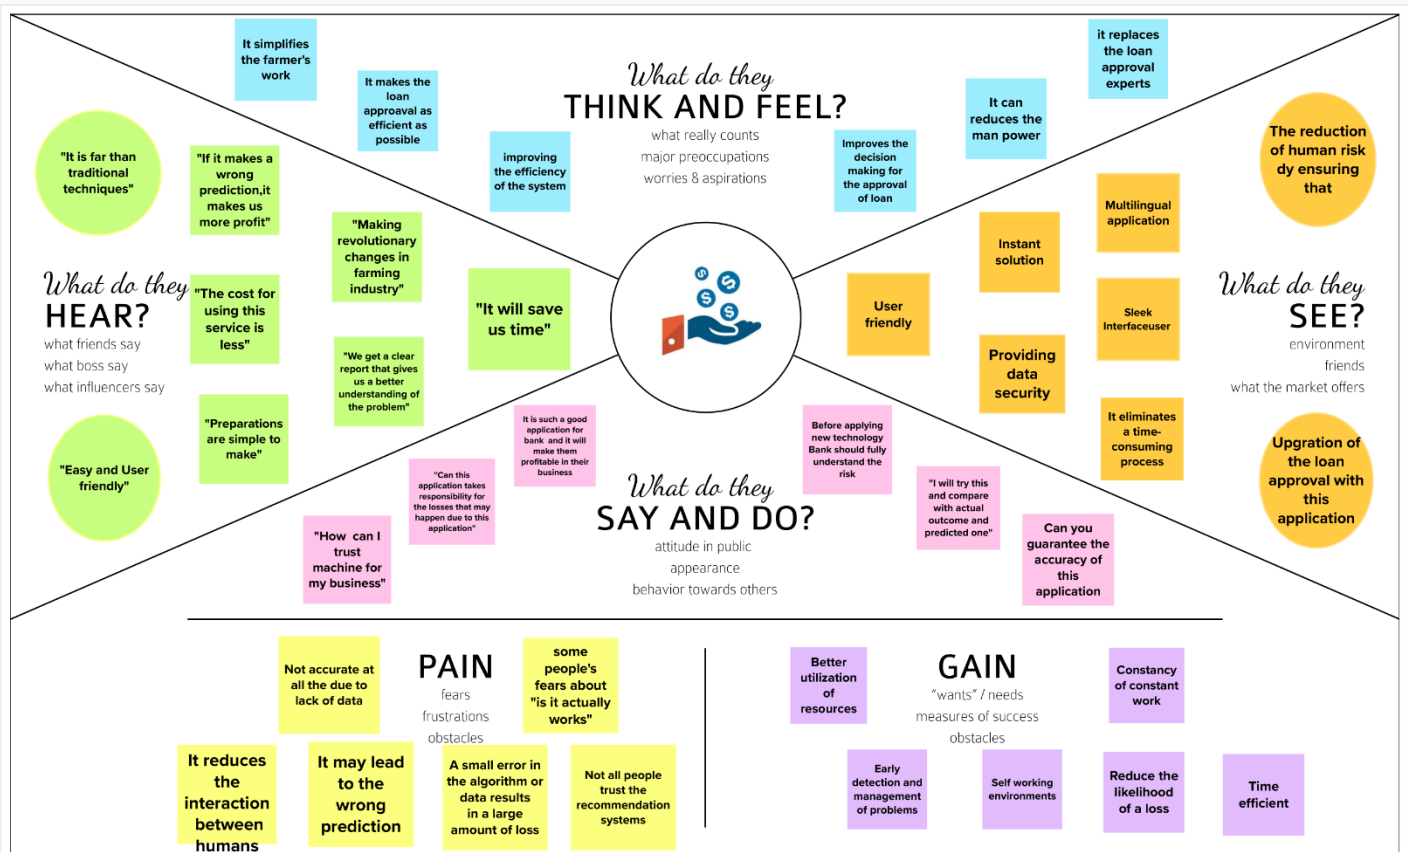 What do they
THINK AND FEEL?
what really counts
major preoccupations
worries & aspirations
It simplifies
the farmer's
work
It makes the
loan
approaval as
efficient as
possible
improving
the efficiency
of the system
Improves the
decision
making for
the approval
of loan
It can
reduces the
man power
it replaces
the loan
approval
experts
What do they
HEAR?
what friends say
what boss say
what influencers say
"It is far than
traditional
techniques"
"If it makes a
wrong
prediction,it
makes us
more profit"
"Making
revolutionary
changes in
farming
industry"
"The cost for
using this
service is
less"
"It will save
us time"
"We get a clear
report that gives
us a better
understanding of
the problem"
"Preparations
are simple to
make"
"Easy and User
friendly"
What do they
SEE?
environment
friends
what the market offers
The reduction
of human risk
dy ensuring
that
Multilingual
application
Instant
solution
User
friendly
Sleek
Interfaceuser
Providing
data
security
It eliminates
a time-
consuming
process
Upgration of
the loan
approval with
this
application
What do they
SAY AND DO?
attitude in public
appearance
behavior towards others
It is such a good
application for
bank and it will
make them
profitable in their
business
"Can this
application takes
responsibility for
the losses that may
happen due to this
application"
"How can I
trust
machine for
my business"
Before applying
new technology
Bank should fully
understand the
risk
"I will try this
and compare
with actual
outcome and
predicted one"
Can you
guarantee the
accuracy of
this
application
PAIN
fears
frustrations
obstacles
Not accurate at
all the due to
lack of data
some
people's
fears about
"is it actually
works"
It reduces
the
interaction
between
humans
It may lead
to the
wrong
prediction
A small error in
the algorithm or
data results
in a large
amount of loss
Not all people
trust the
recommendation
systems
GAIN
"wants" / needs
measures of success
obstacles
Better
utilization
of
resources
Constancy
of constant
work
Early
detection and
management
of problems
Self working
environments
Reduce the
likelihood
of a loss
Time
efficient